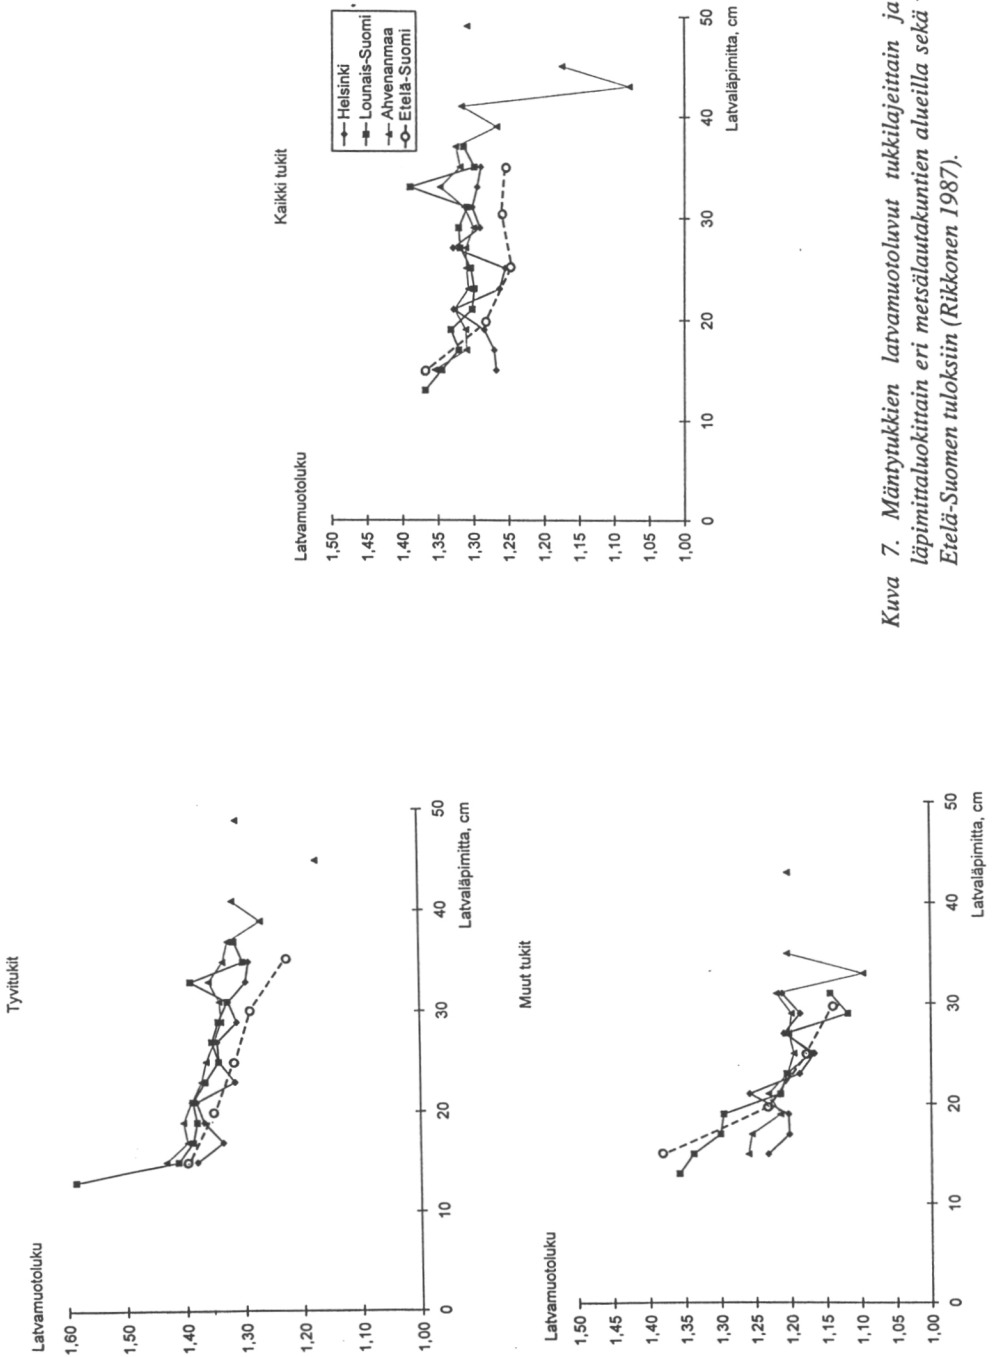 Tyvitukit
Latvamuotoluku
1,60
1,50
1,40
1,30
1,20
1,10
1,00
0
10
20
30
40
50
Latvaläpimitta, cm
Muut tukit
Latvamuotoluku
1,50
1,45
1,40
1,35
1,30
1,25
1,20
1,15
1,10
1,05
1,00
0
10
20
30
40
50
Latvaläpimitta, cm
Kaikki tukit
Latvamuotoluku
1,50
1,45
1,40
1,35
1,30
1,25
1,20
1,15
1,10
1,05
1,00
0
10
20
30
40
50
Latvaläpimitta, cm
Helsinki
Lounais-Suomi
Ahvenanmaa
Etelä-Suomi
Kuva 7. Mäntytukkien latvamuotoluvut tukkilajeittain ja
läpimittaluokittain eri metsälautakuntien alueilla sekä
Etelä-Suomen tuloksiin (Rikkonen 1987).